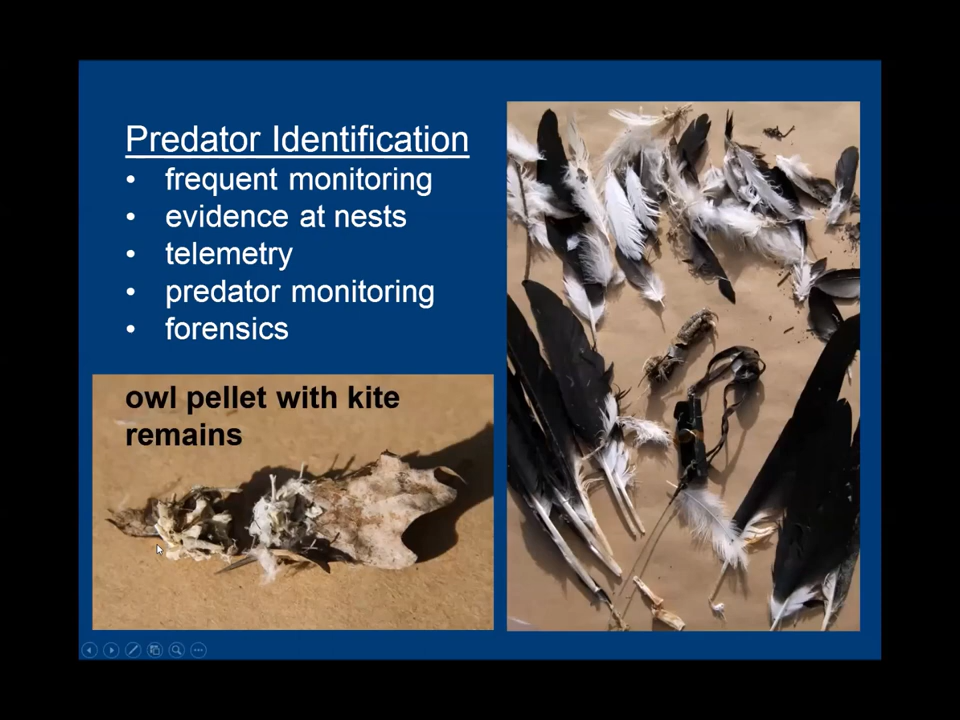 Predator Identification
• frequent monitoring
• evidence at nests
• telemetry
• predator monitoring
• forensics
owl pellet with kite
remains